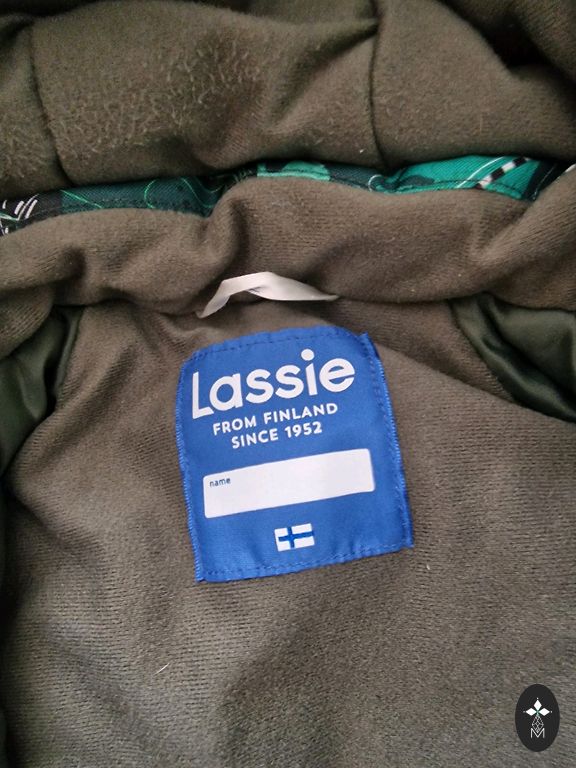 Lassie
FROM FINLAND
SINCE 1952
name
M